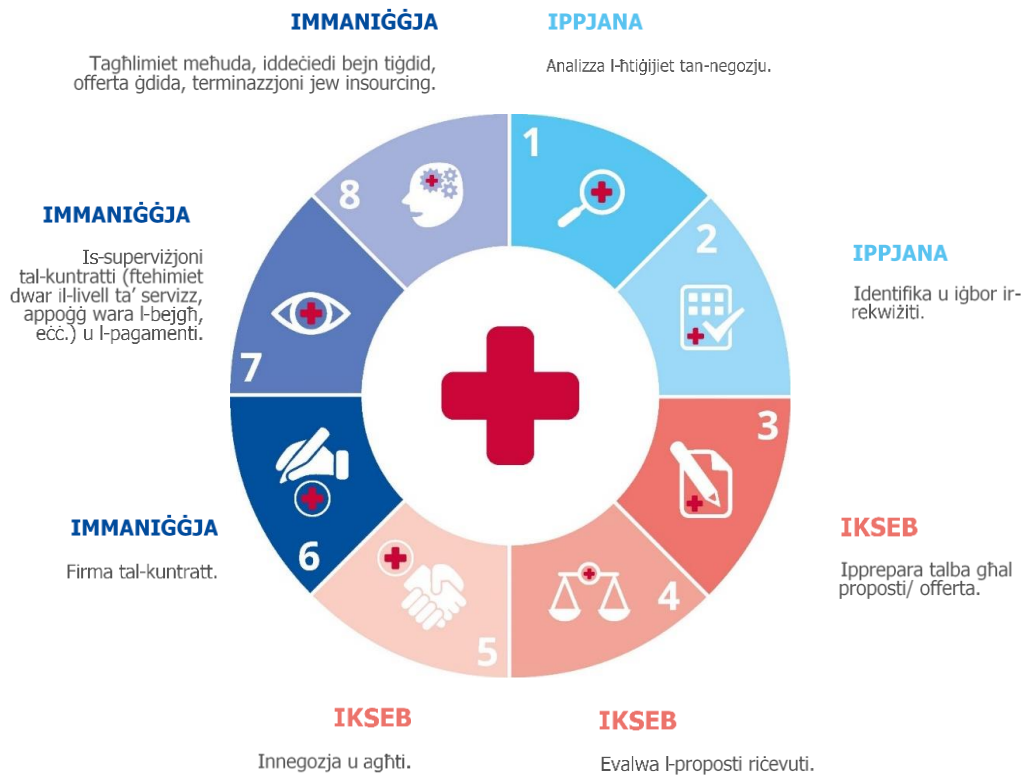 IPPJANA
Analizza l-ħtiġijiet tan-negozju.
1
2
IPPJANA
Identifika u iġbor ir-
rekwiżiti.
3
IKSEB
Ipprepara talba għal
proposti/ offerta.
4
IKSEB
Evalwa l-proposti riċevuti.
5
IKSEB
Innegozja u agħti.
6
IMMANIĠĠJA
Firma tal-kuntratt.
7
IMMANIĠĠJA
Is-superviżjoni
tal-kuntratti (ftehimiet
dwar il-livell ta’ servizz,
appoġġ wara l-bejgħ,
eċċ.) u l-pagamenti.
8
IMMANIĠĠJA
Tagħlimiet meħuda, iddeċiedi bejn tiġdid,
offerta ġdida, terminazzjoni jew insourcing.